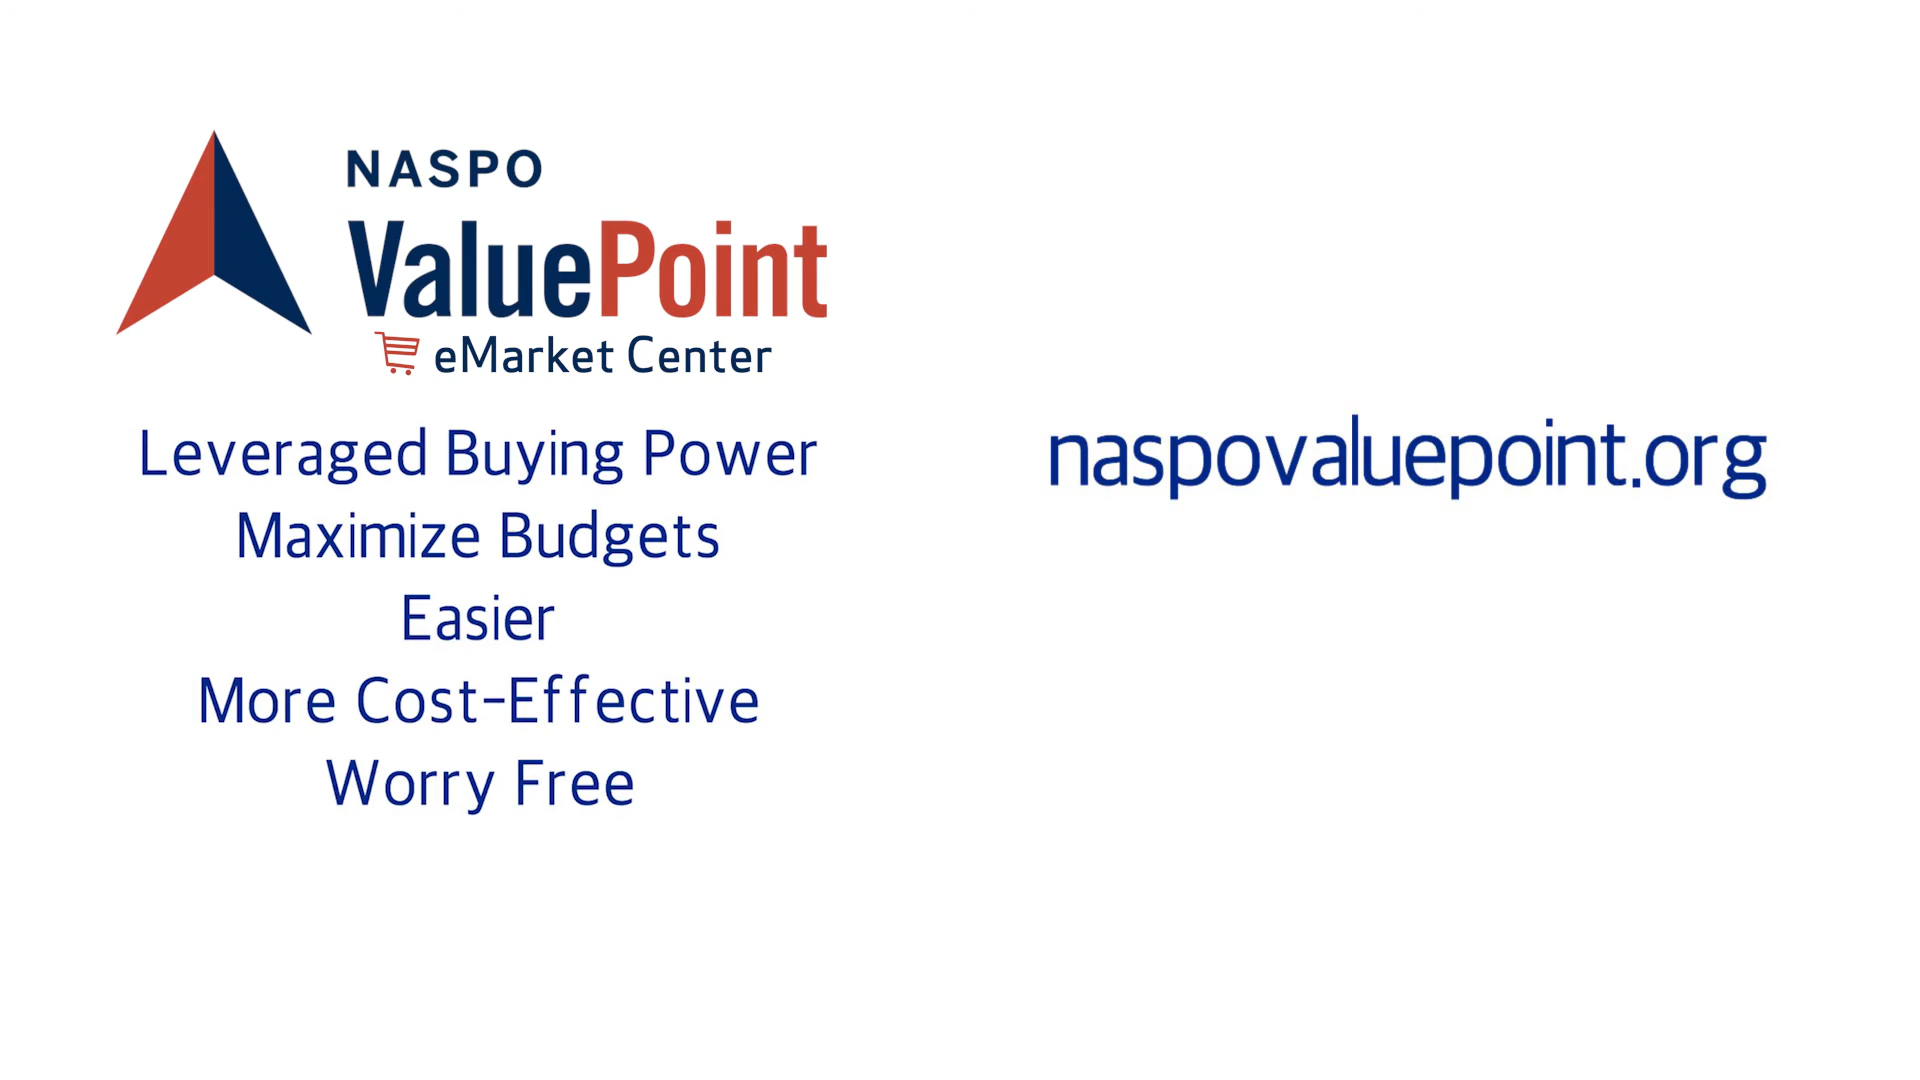 NASPO
ValuePoint
eMarket Center
Leveraged Buying Power
Maximize Budgets
Easier
More Cost-Effective
Worry Free
naspovaluepoint.org